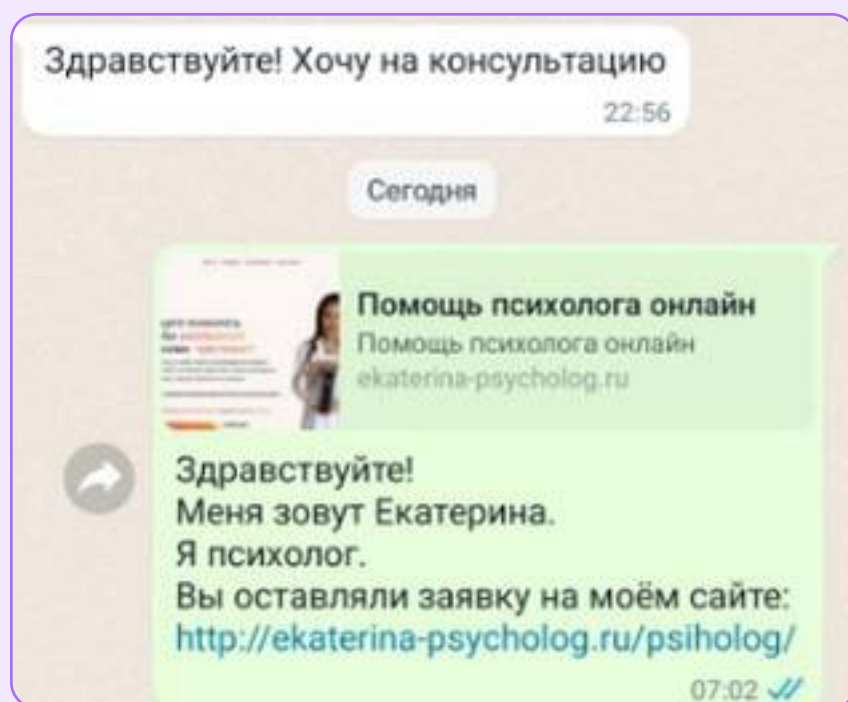 Здравствуйте! Хочу на консультацию
22:56
Сегодня
Помощь психолога онлайн
Помощь психолога онлайн
ekaterina-psycholog.ru
Здравствуйте!
Меня зовут Екатерина.
Я психолог.
Вы оставляли заявку на моём сайте:
http://ekaterina-psycholog.ru/psiholog/
07:02